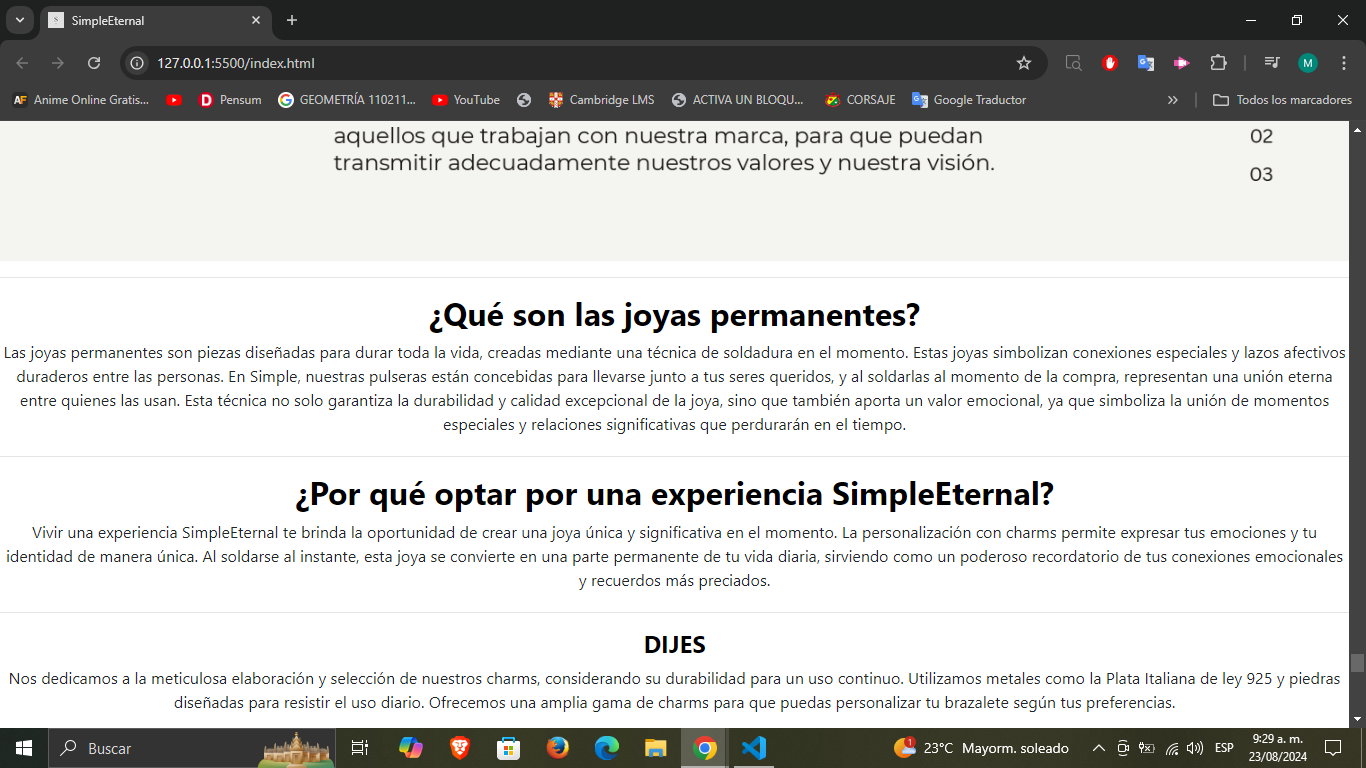 SimpleEternal
127.0.0.1:5500/index.html
M
Anime Online Gratis...
Pensum
GEOMETRÍA 110211...
YouTube
Cambridge LMS
ACTIVA UN BLOQU...
CORSAJE
Google Traductor
»
Todos los marcadores
aquellos que trabajan con nuestra marca, para que puedan
transmitir adecuadamente nuestros valores y nuestra visión.
02
03
¿Qué son las joyas permanentes?
Las joyas permanentes son piezas diseñadas para durar toda la vida, creadas mediante una técnica de soldadura en el momento. Estas joyas simbolizan conexiones especiales y lazos afectivos
duraderos entre las personas. En Simple, nuestras pulseras están concebidas para llevarse junto a tus seres queridos, y al soldarlas al momento de la compra, representan una unión eterna
entre quienes las usan. Esta técnica no solo garantiza la durabilidad y calidad excepcional de la joya, sino que también aporta un valor emocional, ya que simboliza la unión de momentos
especiales y relaciones significativas que perdurarán en el tiempo.
¿Por qué optar por una experiencia SimpleEternal?
Vivir una experiencia SimpleEternal te brinda la oportunidad de crear una joya única y significativa en el momento. La personalización con charms permite expresar tus emociones y tu
identidad de manera única. Al soldarse al instante, esta joya se convierte en una parte permanente de tu vida diaria, sirviendo como un poderoso recordatorio de tus conexiones emocionales
y recuerdos más preciados.
DIJES
Nos dedicamos a la meticulosa elaboración y selección de nuestros charms, considerando su durabilidad para un uso continuo. Utilizamos metales como la Plata Italiana de ley 925 y piedras
diseñadas para resistir el uso diario. Ofrecemos una amplia gama de charms para que puedas personalizar tu brazalete según tus preferencias.
Buscar
1
23°C Mayorm. soleado
ESP
9:29 a. m.
23/08/2024